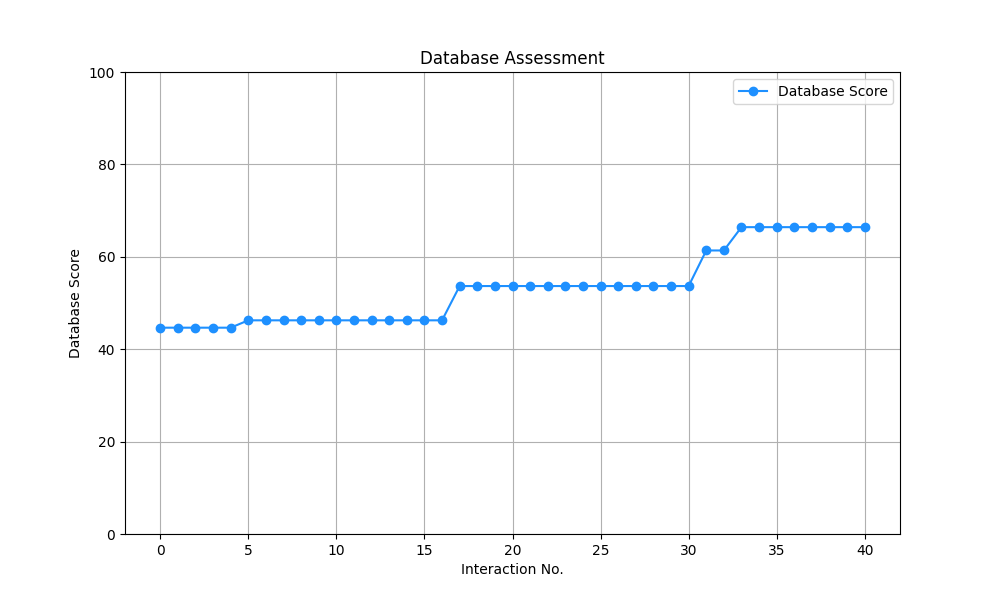 Database Assessment
Database Score
100
80
60
40
20
0
Database Score
0 5 10 15 20 25 30 35 40
Interaction No.